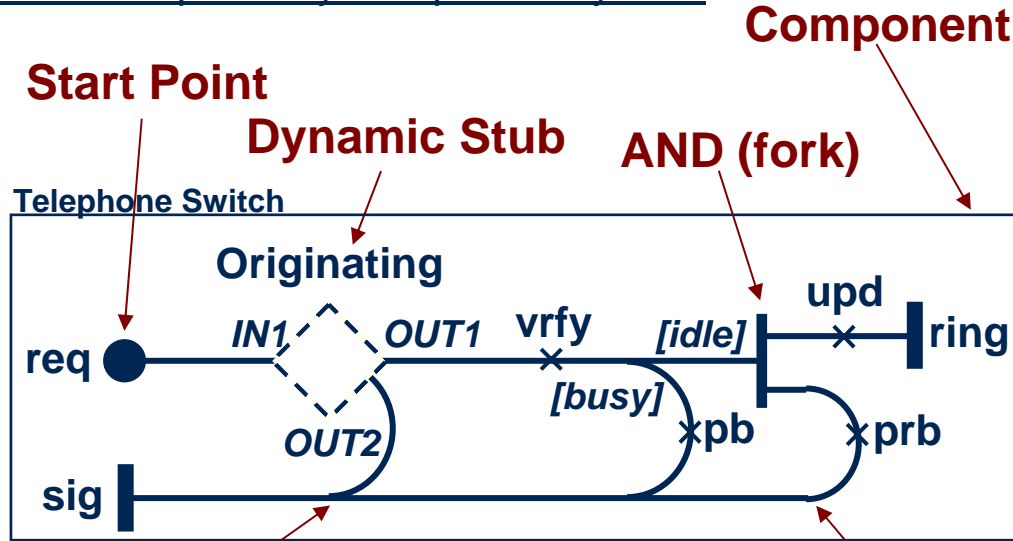 Component
Start Point
Dynamic Stub
AND (fork)
Telephone Switch
Originating
upd
IN1
OUT1
vrfy
[idle]
ring
req
[busy]
OUT2
pb
prb
sig